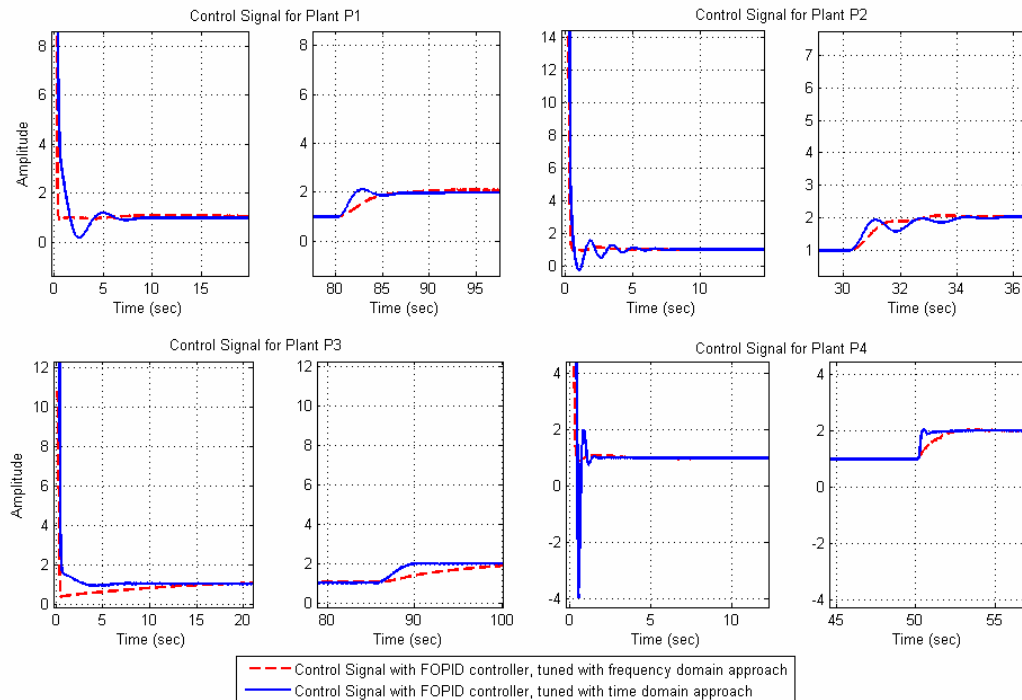 Control Signal for Plant P1
Control Signal for Plant P2
8
6
4
2
0
8
6
4
2
0
14
12
10
8
6
4
2
0
7
6
5
4
3
2
1
Amplitude
0 5 10 15
80 85 90 95
0 5 10
30 32 34 36
Time (sec)
Time (sec)
Time (sec)
Time (sec)
Control Signal for Plant P3
Control Signal for Plant P4
12
10
8
6
4
2
0
12
10
8
6
4
2
0
4
2
0
-2
-4
4
2
0
-2
-4
Amplitude
0 5 10 15 20
80 90 100
0 5 10
45 50 55
Time (sec)
Time (sec)
Time (sec)
Time (sec)
Control Signal with FOPID controller, tuned with frequency domain approach
Control Signal with FOPID controller, tuned with time domain approach